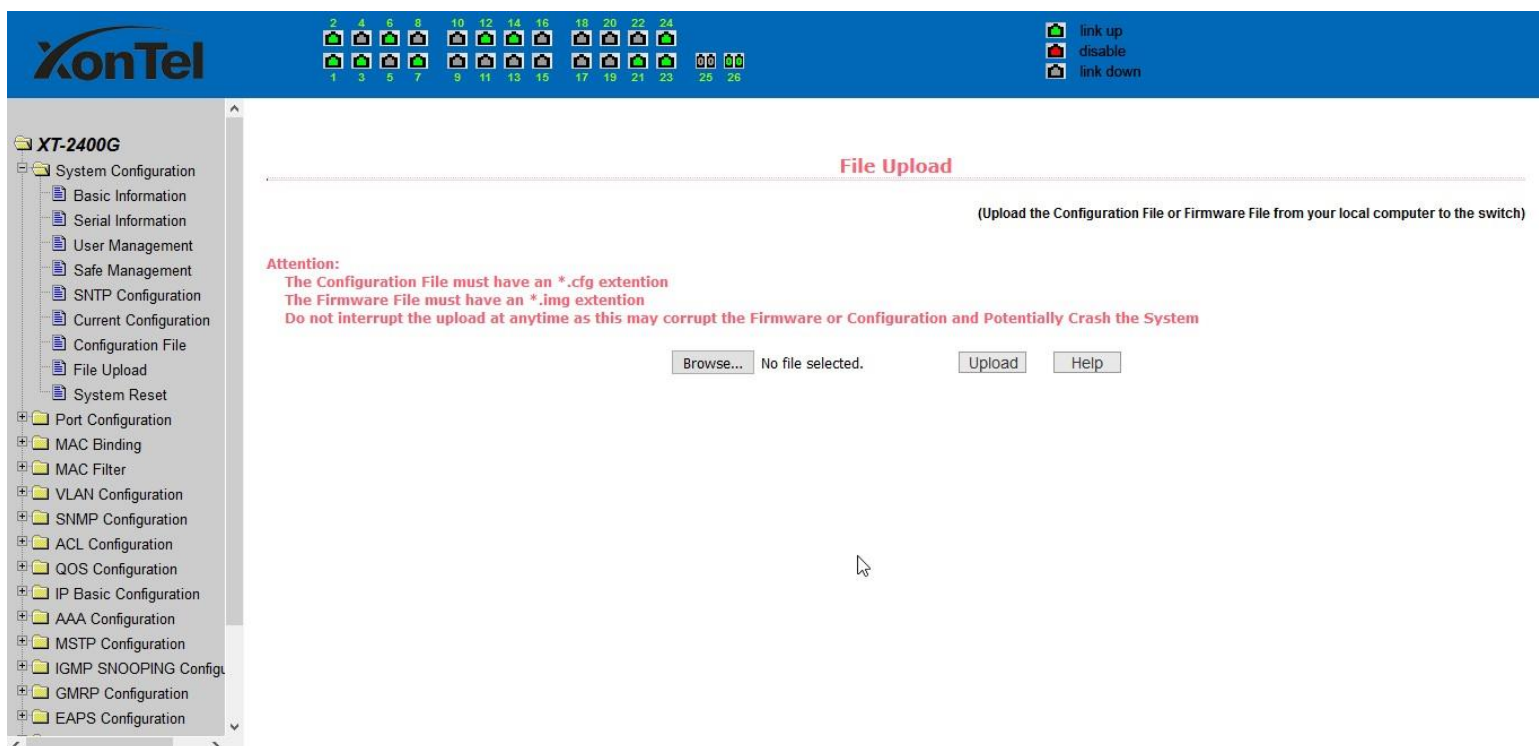 XonTel
2 4 6 8 10 12 14 16 18 20 22 24
1 3 5 7 9 11 13 15 17 19 21 23 25 26
link up
disable
link down
XT-2400G
System Configuration
Basic Information
Serial Information
User Management
Safe Management
SNTP Configuration
Current Configuration
Configuration File
File Upload
System Reset
Port Configuration
MAC Binding
MAC Filter
VLAN Configuration
SNMP Configuration
ACL Configuration
QOS Configuration
IP Basic Configuration
AAA Configuration
MSTP Configuration
IGMP SNOOPING Configu
GMRP Configuration
EAPS Configuration
File Upload
(Upload the Configuration File or Firmware File from your local computer to the switch)
Attention:
The Configuration File must have an *.cfg extention
The Firmware File must have an *.img extention
Do not interrupt the upload at anytime as this may corrupt the Firmware or Configuration and Potentially Crash the System
Browse... No file selected. Upload Help